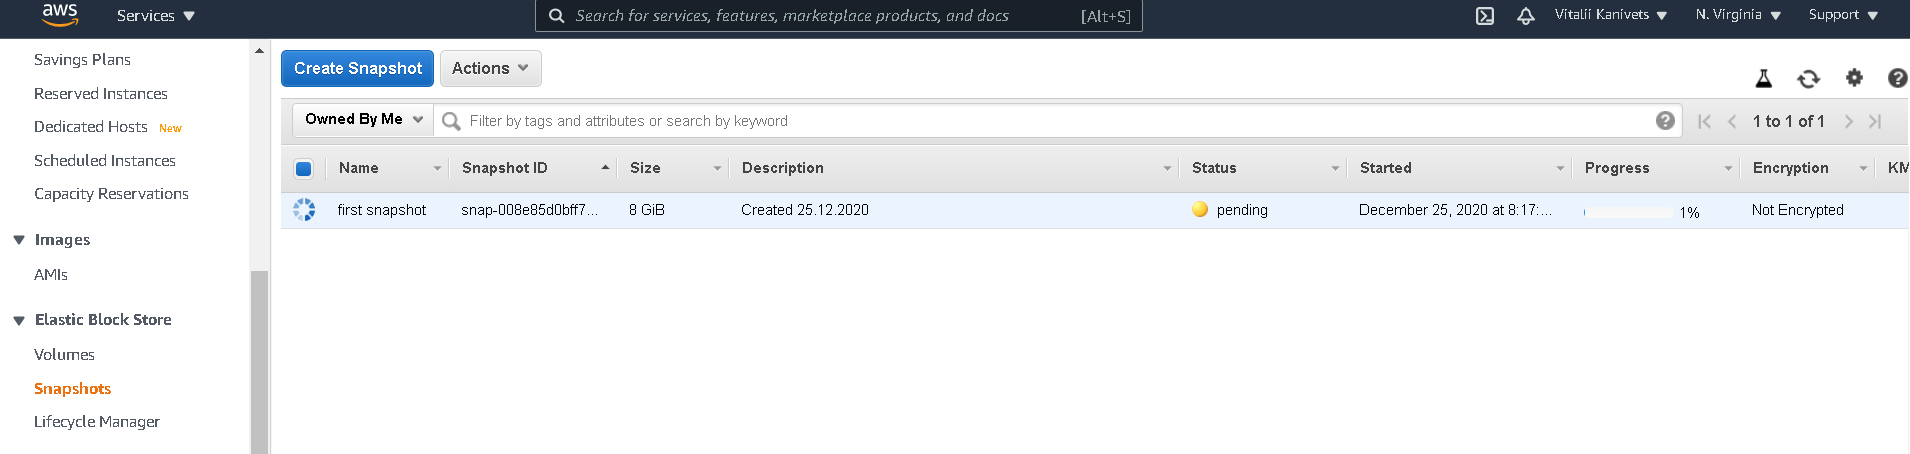 aws Services Search for services, features, marketplace products, and docs [Alt+S] Vitalii Kanivets N. Virginia Support
Savings Plans
Reserved Instances
Dedicated Hosts New
Scheduled Instances
Capacity Reservations
Images
AMIs
Elastic Block Store
Volumes
Snapshots
Lifecycle Manager
Create Snapshot Actions
Owned By Me Filter by tags and attributes or search by keyword 1 to 1 of 1
Name Snapshot ID Size Description Status Started Progress Encryption KM
first snapshot snap-008e85d0bff7... 8 GiB Created 25.12.2020 pending December 25, 2020 at 8:17:... 1% Not Encrypted